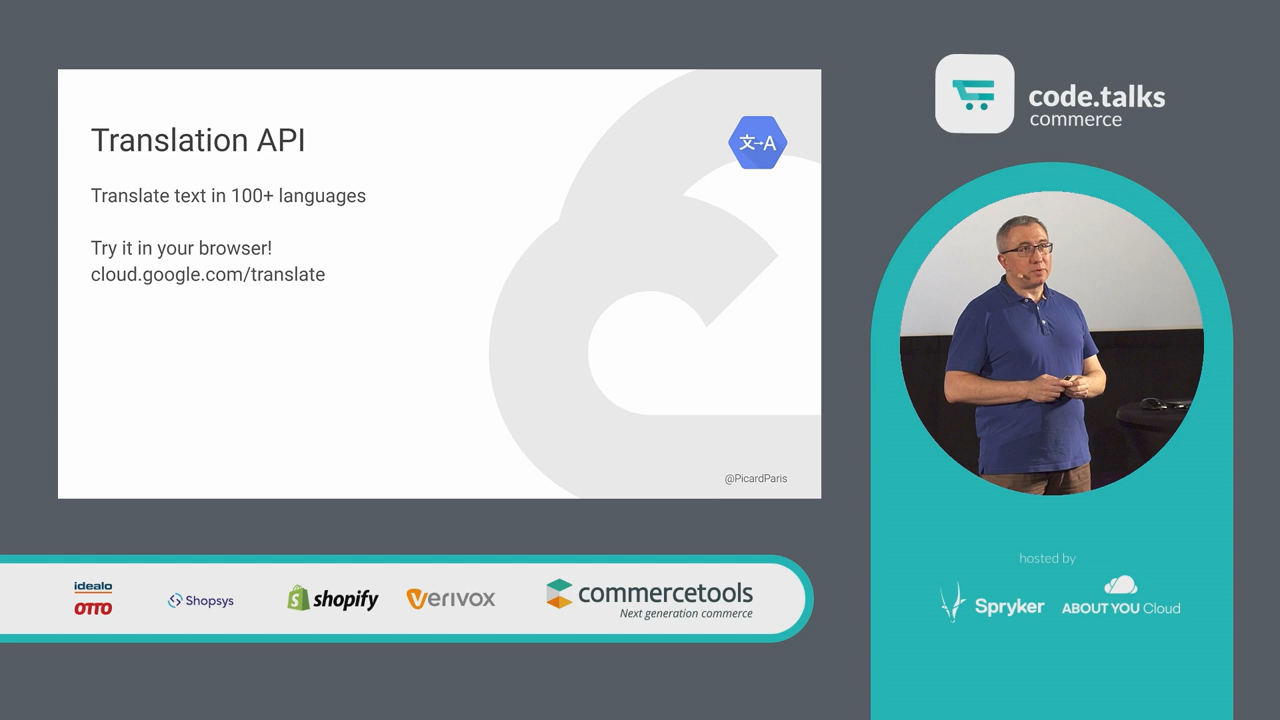 Translation API
文→A
Translate text in 100+ languages
Try it in your browser!
cloud.google.com/translate
@PicardParis
code.talks
commerce
hosted by
Spryker
ABOUT YOU Cloud
idealo
OTTO
Shopsys
shopify
Verivox
commercetools
Next generation commerce